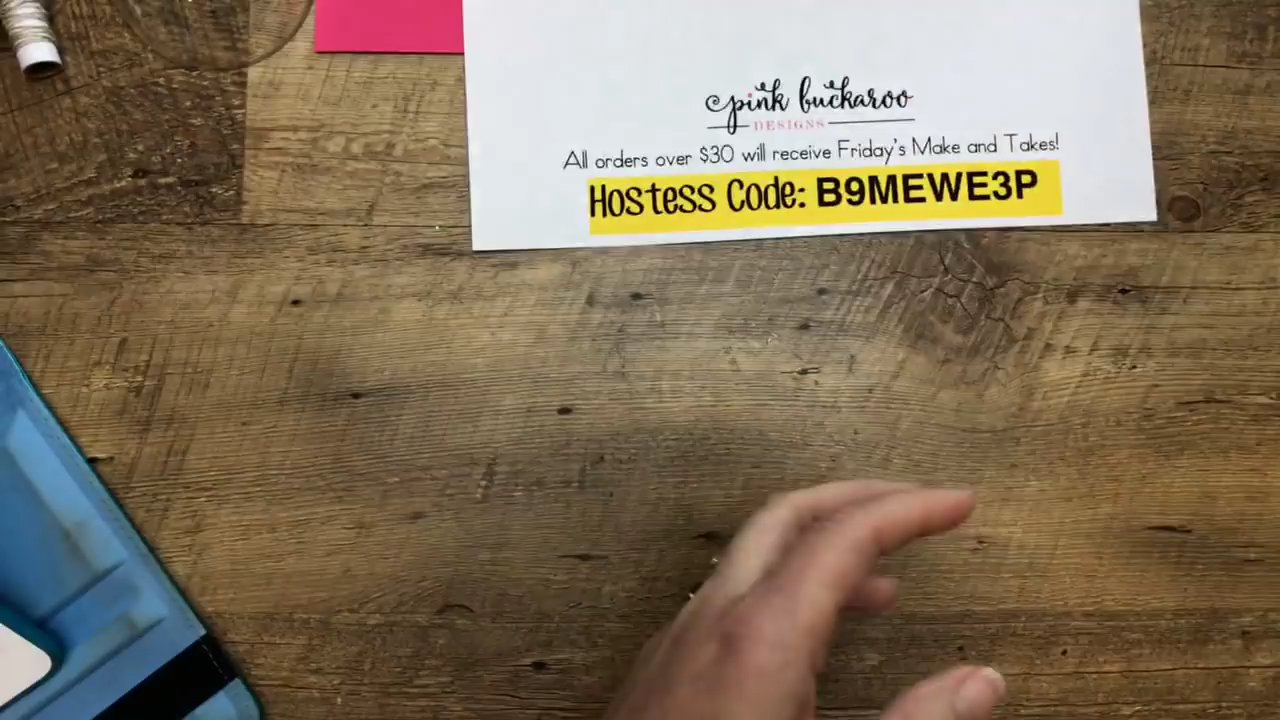 pink buckaroo
DESIGNS
All orders over $30 will receive Friday's Make and Takes!
Hostess Code: B9MEWE3P